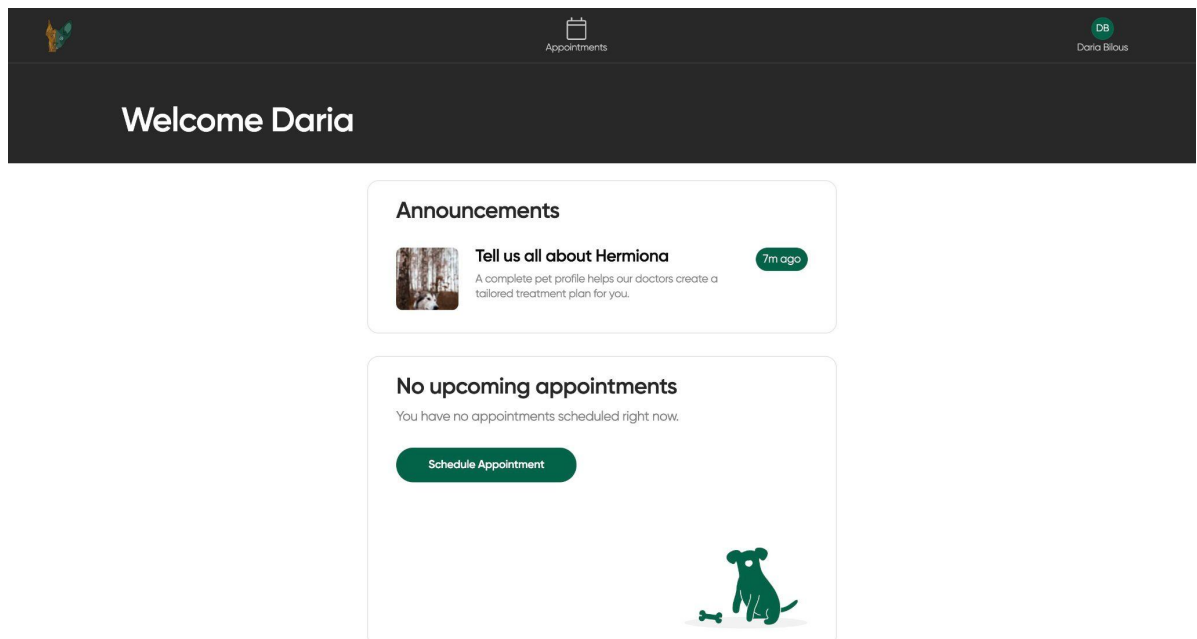 Appointments
DB
Daria Bilous
Welcome Daria
Announcements
Tell us all about Hermiona
7m ago
A complete pet profile helps our doctors create a
tailored treatment plan for you.
No upcoming appointments
You have no appointments scheduled right now.
Schedule Appointment